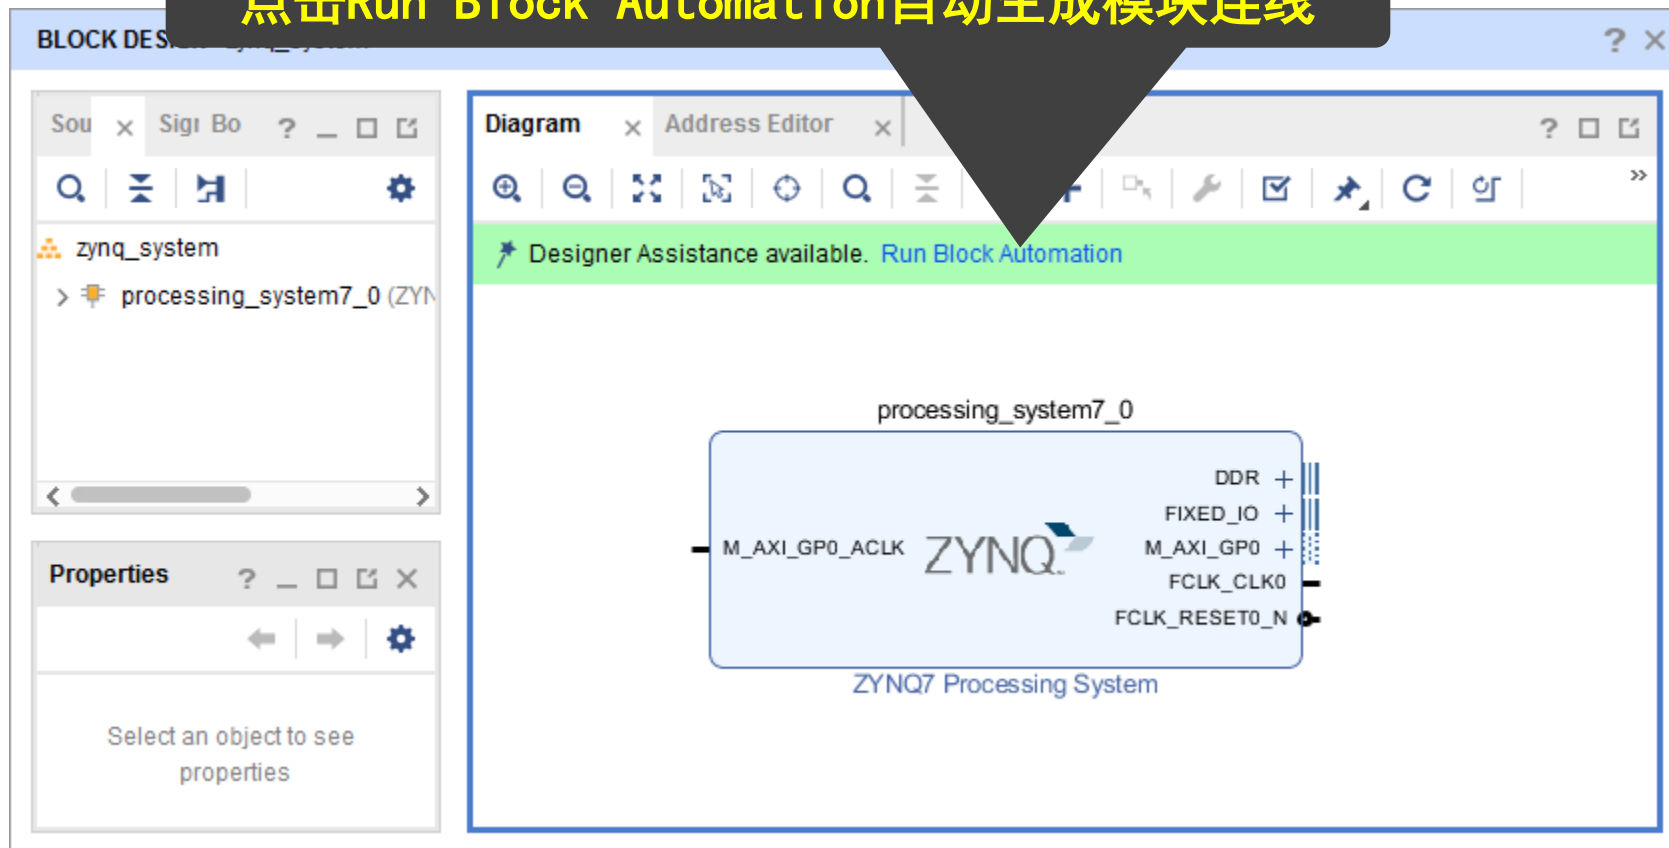 点击Run Block Automation自动生成模块连线
BLOCK DESIGN
Sou
Sigi Bo
Diagram
Address Editor
zynq_system
processing_system7_0 (ZYN
Designer Assistance available. Run Block Automation
processing_system7_0
DDR
FIXED_IO
M_AXI_GP0_ACLK
ZYNQ
M_AXI_GP0
FCLK_CLK0
FCLK_RESET0_N
ZYNQ7 Processing System
Properties
Select an object to see
properties